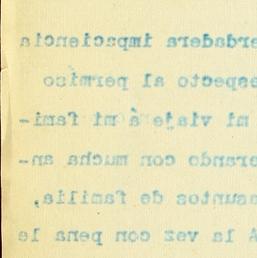 erdadera impaciencia
especto al permiso
mi viaje á mi fami-
erando con mucha an-
suntos de familia,
A la vez con pena le